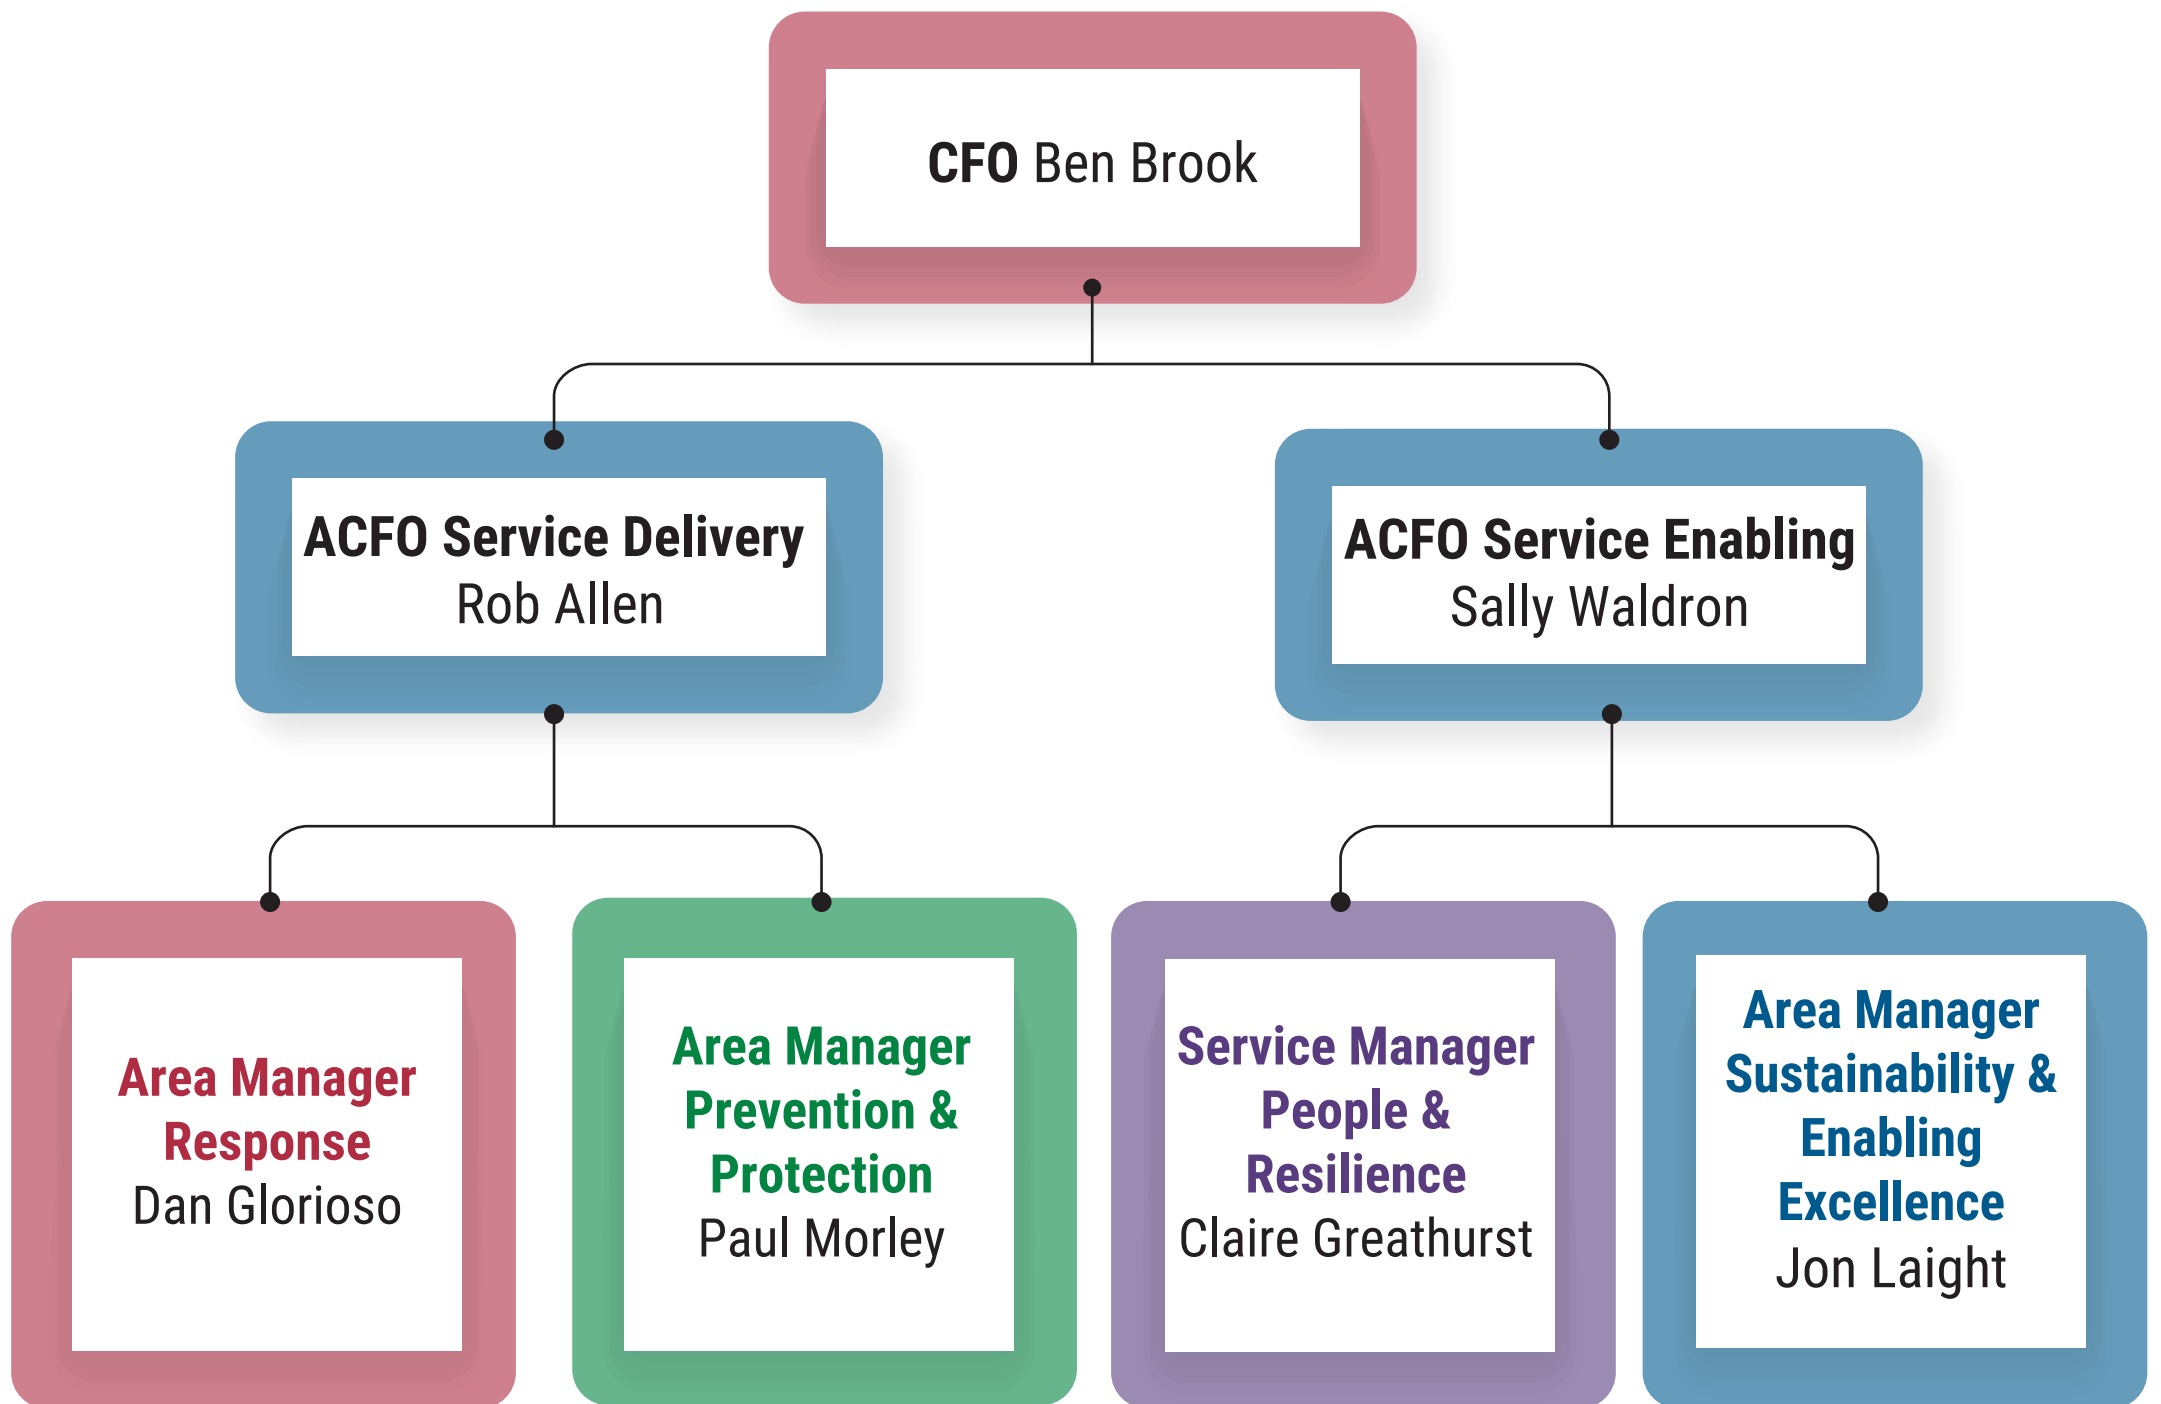 CFO Ben Brook
ACFO Service Delivery
Rob Allen
ACFO Service Enabling
Sally Waldron
Area Manager
Response
Dan Glorioso
Area Manager
Prevention &
Protection
Paul Morley
Service Manager
People &
Resilience
Claire Greathurst
Area Manager
Sustainability &
Enabling
Excellence
Jon Laight